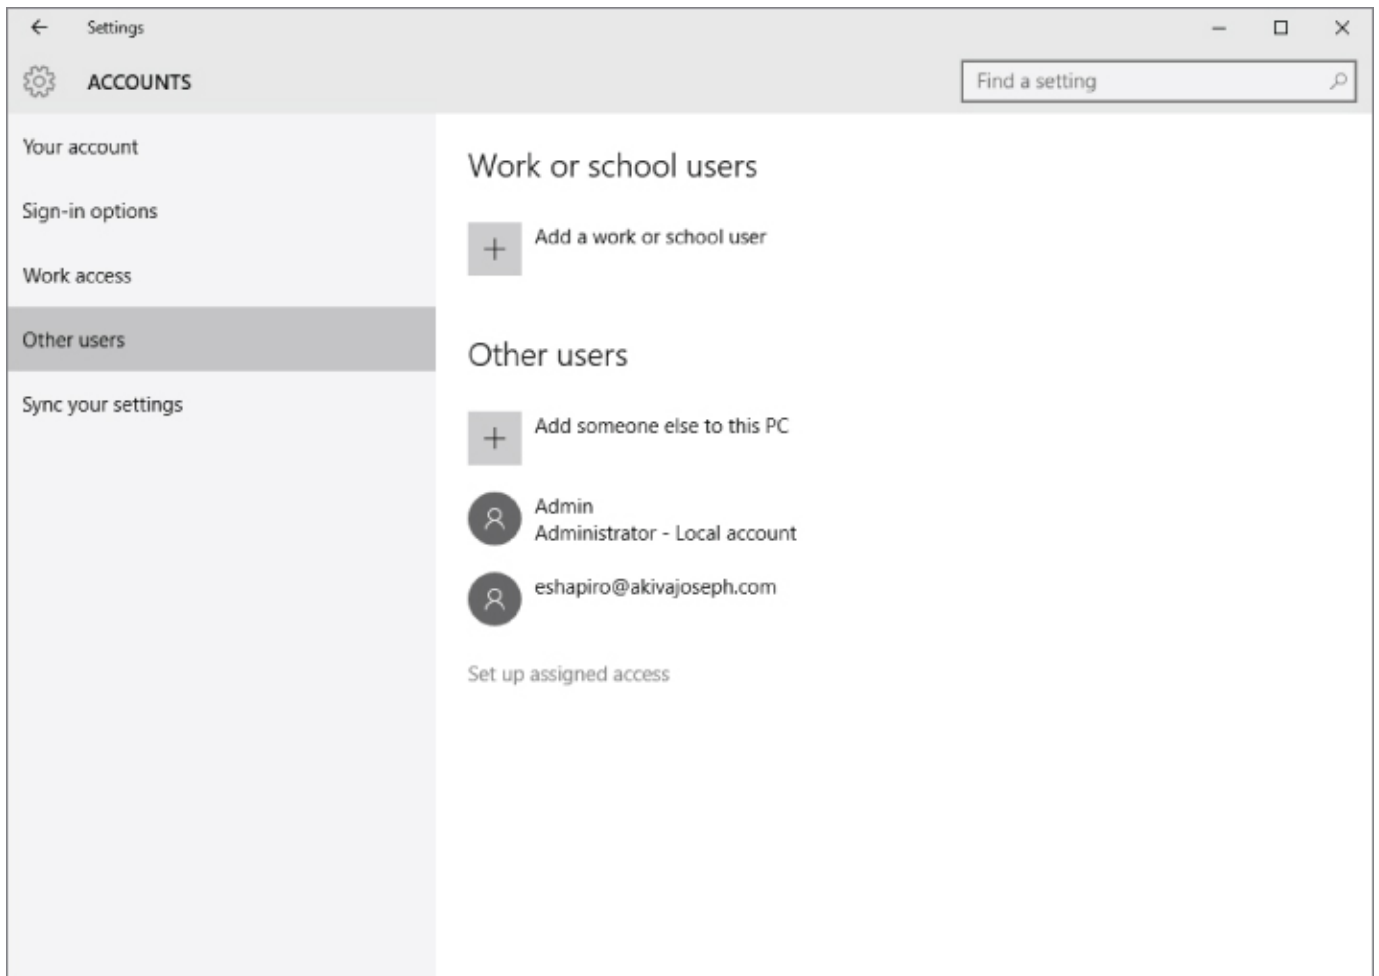 Settings
ACCOUNTS
Find a setting
Your account
Sign-in options
Work access
Other users
Sync your settings
Work or school users
Add a work or school user
Other users
Add someone else to this PC
Admin
Administrator - Local account
eshapiro@akivajoseph.com
Set up assigned access